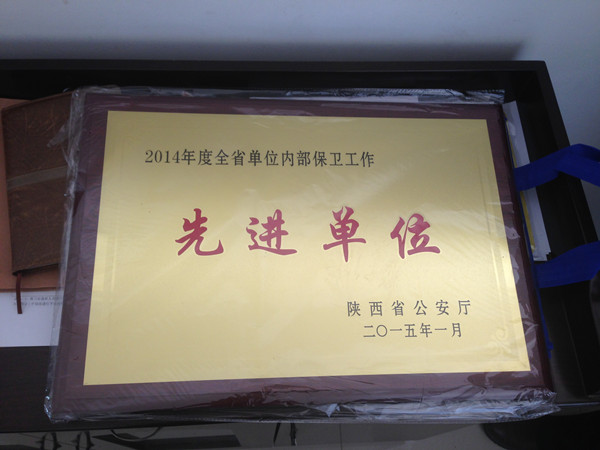 2014年度全省单位内部保卫工作
先进单位
陕西省公安厅
二〇一五年一月